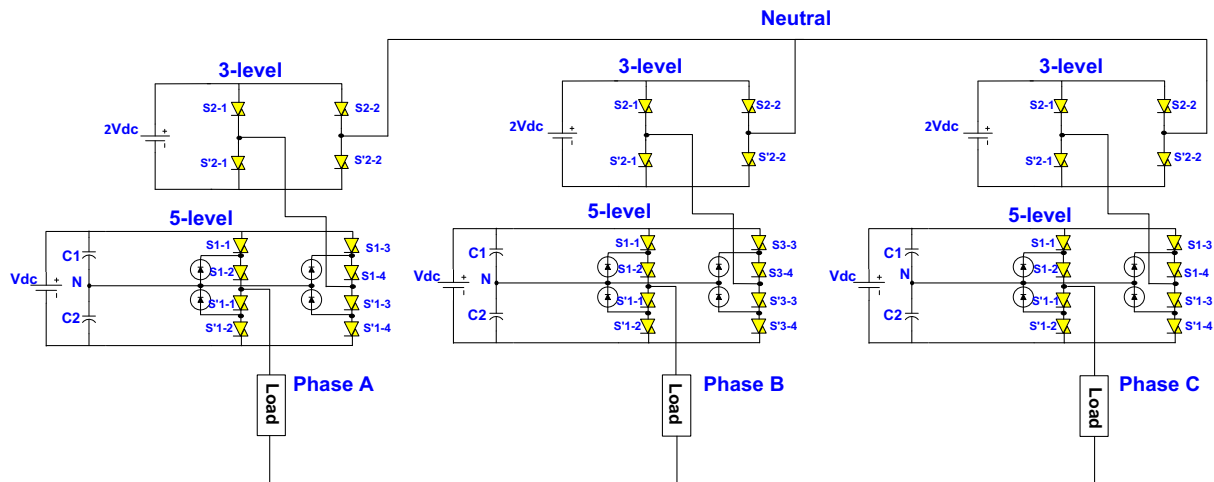 Neutral
3-level
3-level
3-level
S2-1
S2-2
2Vdc
+
-
S'2-1
S'2-2
S2-1
S2-2
2Vdc
+
-
S'2-1
S'2-2
S2-1
S2-2
2Vdc
+
-
S'2-1
S'2-2
5-level
5-level
5-level
C1
S1-1
S1-3
Vdc
+
-
N
S1-2
S1-4
C2
S'1-1
S'1-3
S'1-2
S'1-4
C1
S1-1
S3-3
Vdc
+
-
N
S1-2
S3-4
C2
S'1-1
S'3-3
S'1-2
S'3-4
C1
S1-1
S1-3
Vdc
+
-
N
S1-2
S1-4
C2
S'1-1
S'1-3
S'1-2
S'1-4
Load
Phase A
Load
Phase B
Load
Phase C